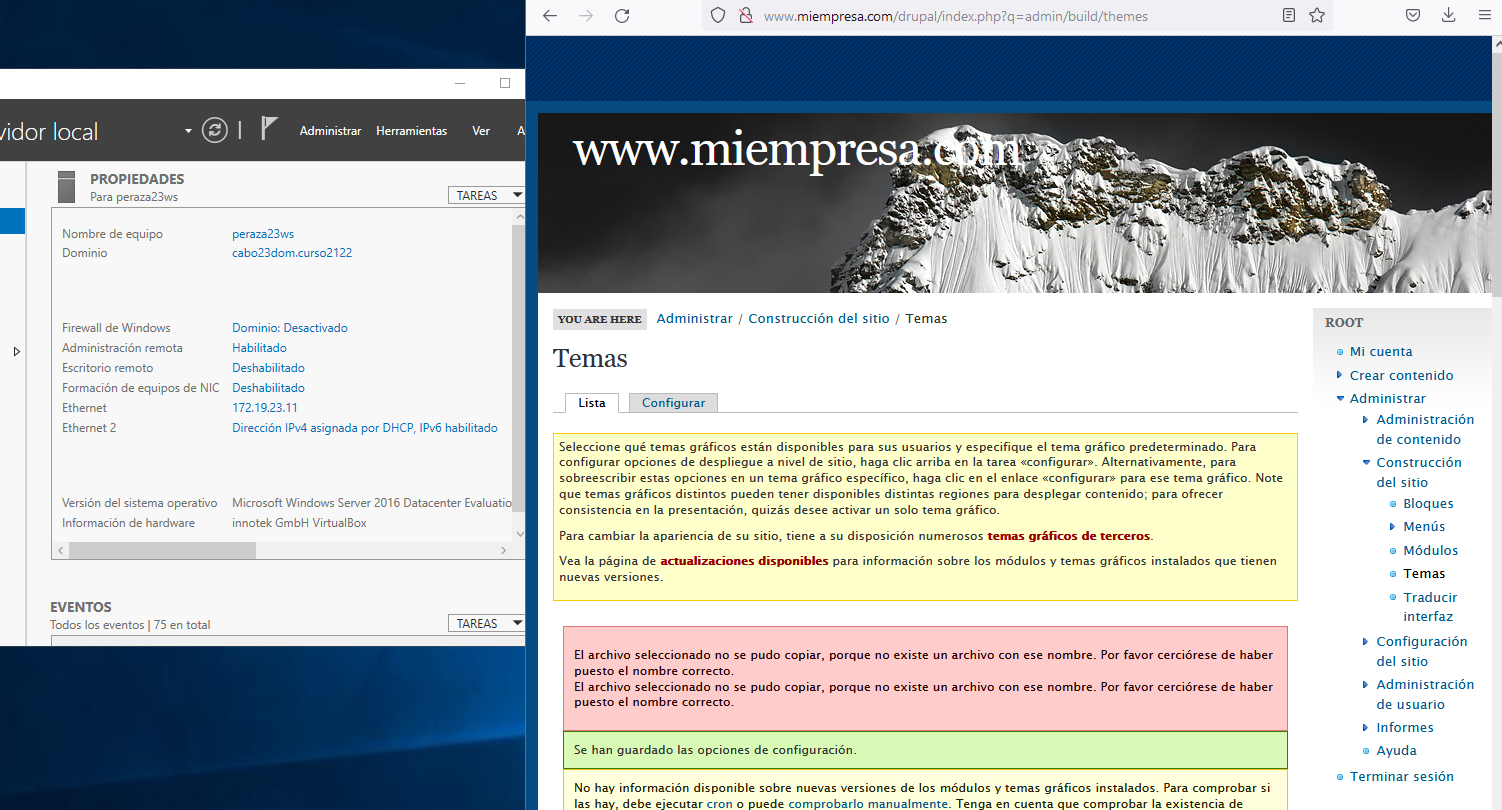 vidor local
Administrar
Herramientas
Ver
A
PROPIEDADES
Para peraza23ws
TAREAS
Nombre de equipo peraza23ws
Dominio cabo23dom.curso2122
Firewall de Windows Dominio: Desactivado
Administración remota Habilitado
Escritorio remoto Deshabilitado
Formación de equipos de NIC Deshabilitado
Ethernet 172.19.23.11
Ethernet 2 Dirección IPv4 asignada por DHCP, IPv6 habilitado
Versión del sistema operativo Microsoft Windows Server 2016 Datacenter Evaluatio
Información de hardware innotek GmbH VirtualBox
EVENTOS
Todos los eventos | 75 en total
TAREAS
www.miempresa.com/drupal/index.php?q=admin/build/themes
www.miempresa.com
YOU ARE HERE Administrar / Construcción del sitio / Temas
Temas
Lista
Configurar
Seleccione qué temas gráficos están disponibles para sus usuarios y especifique el tema gráfico predeterminado. Para
configurar opciones de despliegue a nivel de sitio, haga clic arriba en la tarea «configurar». Alternativamente, para
sobreescribir estas opciones en un tema gráfico específico, haga clic en el enlace «configurar» para ese tema gráfico. Note
que temas gráficos distintos pueden tener disponibles distintas regiones para desplegar contenido; para ofrecer
consistencia en la presentación, quizás desee activar un solo tema gráfico.
Para cambiar la apariencia de su sitio, tiene a su disposición numerosos temas gráficos de terceros.
Vea la página de actualizaciones disponibles para información sobre los módulos y temas gráficos instalados que tienen
nuevas versiones.
El archivo seleccionado no se pudo copiar, porque no existe un archivo con ese nombre. Por favor cerciórese de haber
puesto el nombre correcto.
El archivo seleccionado no se pudo copiar, porque no existe un archivo con ese nombre. Por favor cerciórese de haber
puesto el nombre correcto.
Se han guardado las opciones de configuración.
No hay información disponible sobre nuevas versiones de los módulos y temas gráficos instalados. Para comprobar si
las hay, debe ejecutar cron o puede comprobarlo manualmente. Tenga en cuenta que comprobar la existencia de
ROOT
Mi cuenta
Crear contenido
Administrar
Administración
de contenido
Construcción
del sitio
Bloques
Menús
Módulos
Temas
Traducir
interfaz
Configuración
del sitio
Administración
de usuario
Informes
Ayuda
Terminar sesión